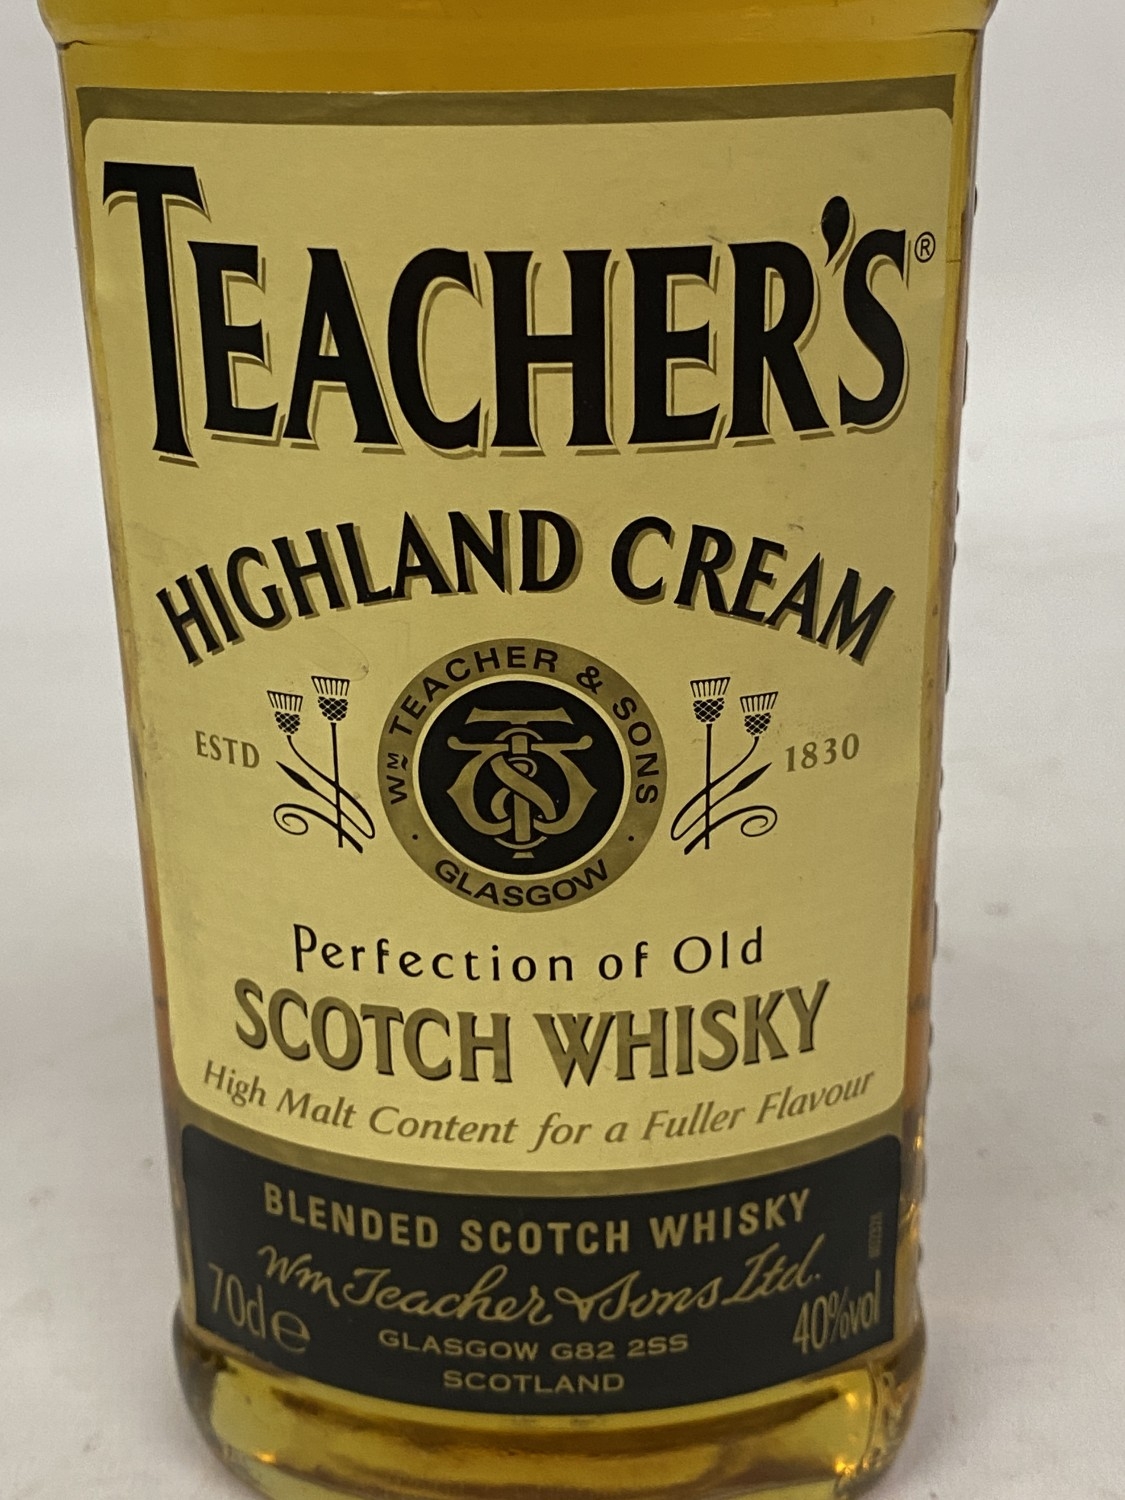 TEACHER'S®
HIGHLAND CREAM
ESTD
Wᴹ TEACHER & SONS
· GLASGOW ·
1830
Perfection of Old
SCOTCH WHISKY
High Malt Content for a Fuller Flavour
BLENDED SCOTCH WHISKY
Wm Teacher & Sons Ltd.
70cl e
40%vol
GLASGOW G82 2SS
SCOTLAND